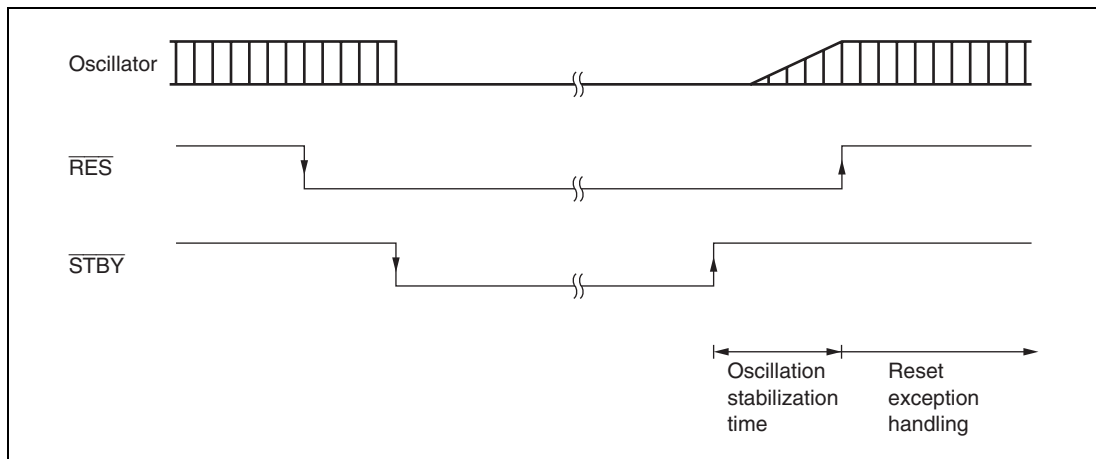 Oscillator
RES
STBY
Oscillation
stabilization
time
Reset
exception
handling